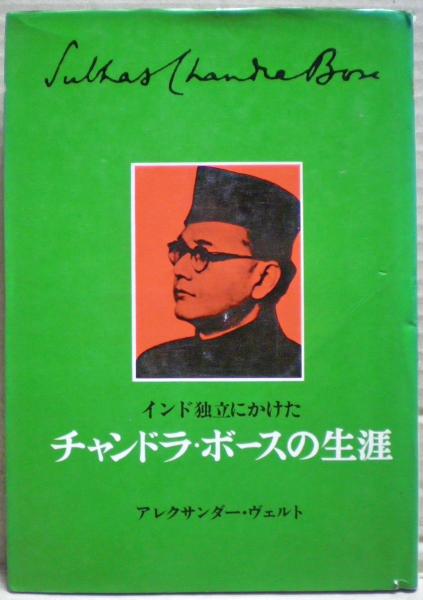 Subhas Chandra Bose
インド独立にかけた
チャンドラ・ボースの生涯
アレクサンダー・ヴェルト